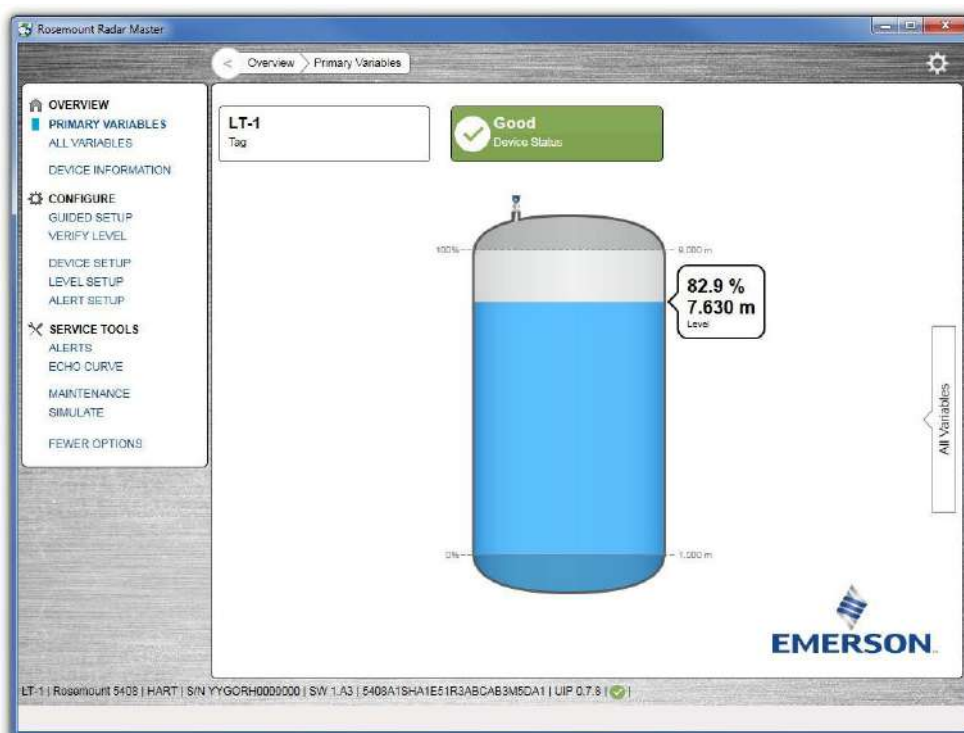 Rosemount Radar Master
< Overview Primary Variables
OVERVIEW
PRIMARY VARIABLES
ALL VARIABLES
DEVICE INFORMATION
CONFIGURE
GUIDED SETUP
VERIFY LEVEL
DEVICE SETUP
LEVEL SETUP
ALERT SETUP
SERVICE TOOLS
ALERTS
ECHO CURVE
MAINTENANCE
SIMULATE
FEWER OPTIONS
LT-1
Tag
Good
Device Status
100%
9.000 m
82.9 %
7.630 m
Level
0%
1.000 m
All Variables
EMERSON
LT-1 | Rosemount 5408 | HART | S/N YYGORH0000000 | SW 1.A3 | 5408A1SHA1E51R3ABCAB3M5DA1 | UIP 0.7.8 |